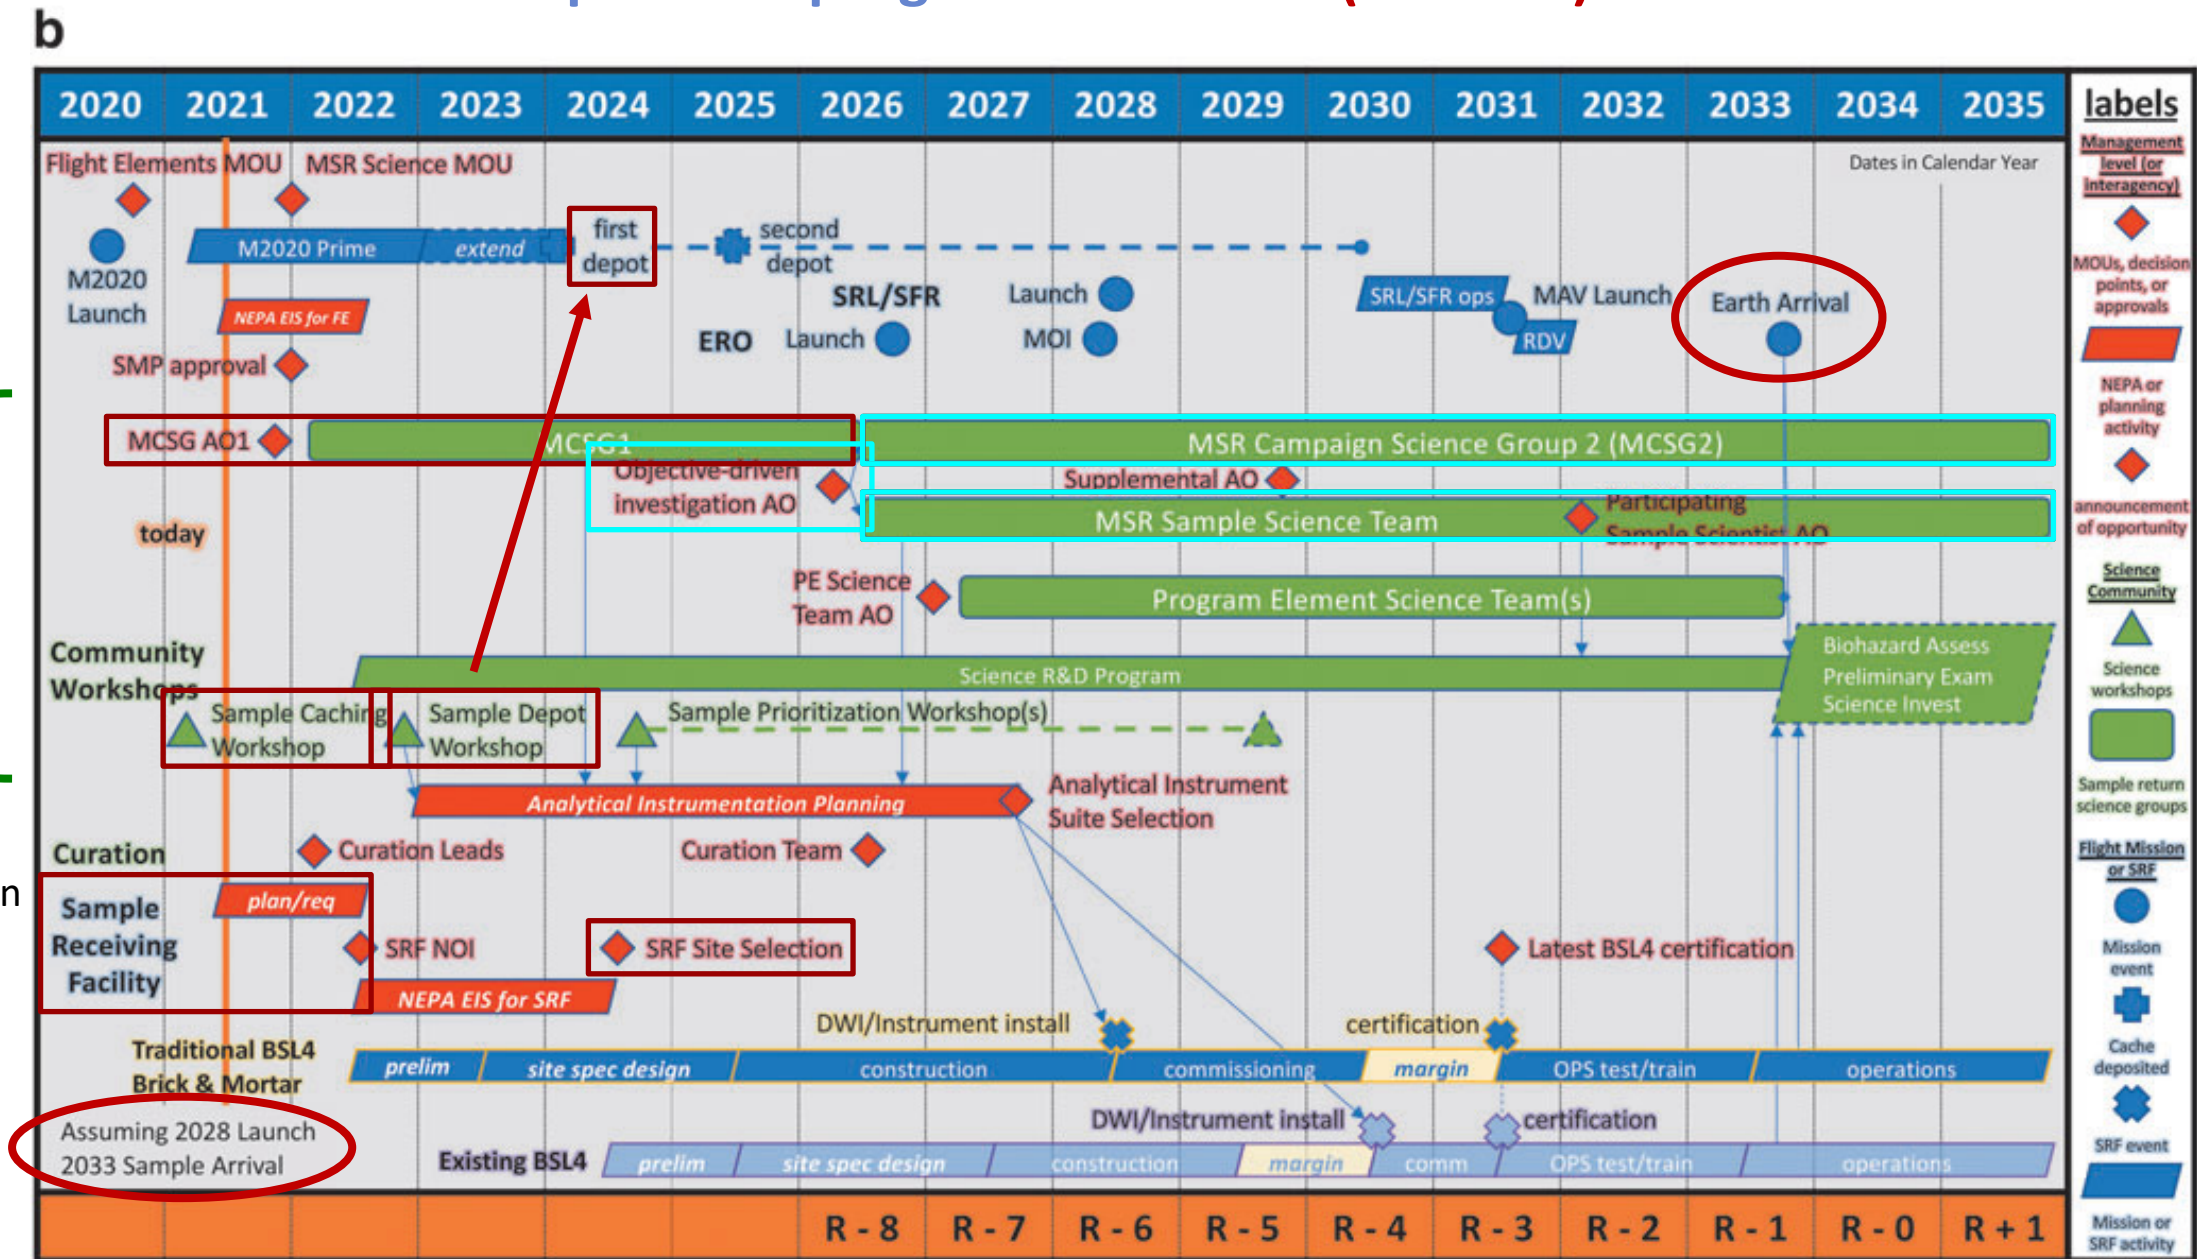 b
2020 2021 2022 2023 2024 2025 2026 2027 2028 2029 2030 2031 2032 2033 2034 2035
Flight Elements MOU
MSR Science MOU
Dates in Calendar Year
M2020 Prime
extend
first
depot
second
depot
M2020
Launch
NEPA EIS for FE
SRL/SFR
Launch
SRL/SFR ops
MAV Launch
Earth Arrival
ERO
Launch
MOI
RDV
SMP approval
MCSG AO1
MCSG1
MSR Campaign Science Group 2 (MCSG2)
Objective-driven
investigation AO
Supplemental AO
MSR Sample Science Team
Participating
Sample Scientist AO
today
PE Science
Team AO
Program Element Science Team(s)
Community
Workshops
Science R&D Program
Biohazard Assess
Preliminary Exam
Science Invest
Sample Caching
Workshop
Sample Depot
Workshop
Sample Prioritization Workshop(s)
Analytical Instrumentation Planning
Analytical Instrument
Suite Selection
Curation
Curation Leads
Curation Team
n
Sample
Receiving
Facility
plan/req
SRF NOI
SRF Site Selection
Latest BSL4 certification
NEPA EIS for SRF
DWI/Instrument install
certification
Traditional BSL4
Brick & Mortar
prelim
site spec design
construction
commissioning
margin
OPS test/train
operations
DWI/Instrument install
certification
Assuming 2028 Launch
2033 Sample Arrival
Existing BSL4
prelim
site spec design
construction
margin
comm
OPS test/train
operations
R - 8 R - 7 R - 6 R - 5 R - 4 R - 3 R - 2 R - 1 R - 0 R + 1
labels
Management
level (or
interagency)
MOUs, decision
points, or
approvals
NEPA or
planning
activity
announcement
of opportunity
Science
Community
Science
workshops
Sample return
science groups
Flight Mission
or SRF
Mission
event
Cache
deposited
SRF event
Mission or
SRF activity